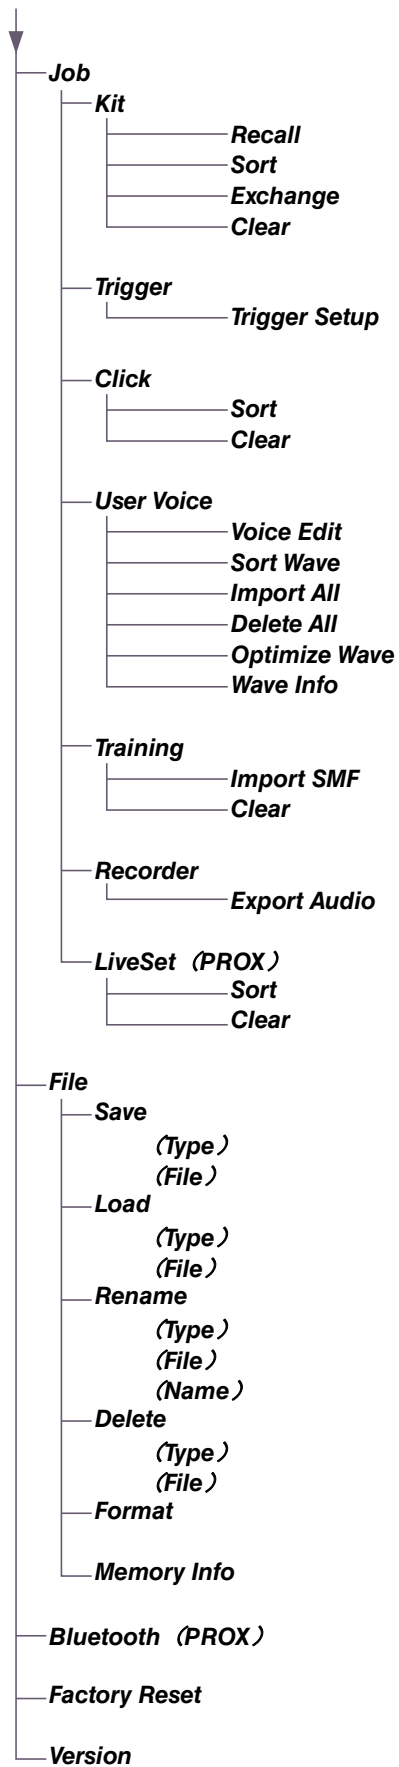 Job
Kit
Recall
Sort
Exchange
Clear
Trigger
Trigger Setup
Click
Sort
Clear
User Voice
Voice Edit
Sort Wave
Import All
Delete All
Optimize Wave
Wave Info
Training
Import SMF
Clear
Recorder
Export Audio
LiveSet（PROX）
Sort
Clear
File
Save
（Type）
（File）
Load
（Type）
（File）
Rename
（Type）
（File）
（Name）
Delete
（Type）
（File）
Format
Memory Info
Bluetooth（PROX）
Factory Reset
Version